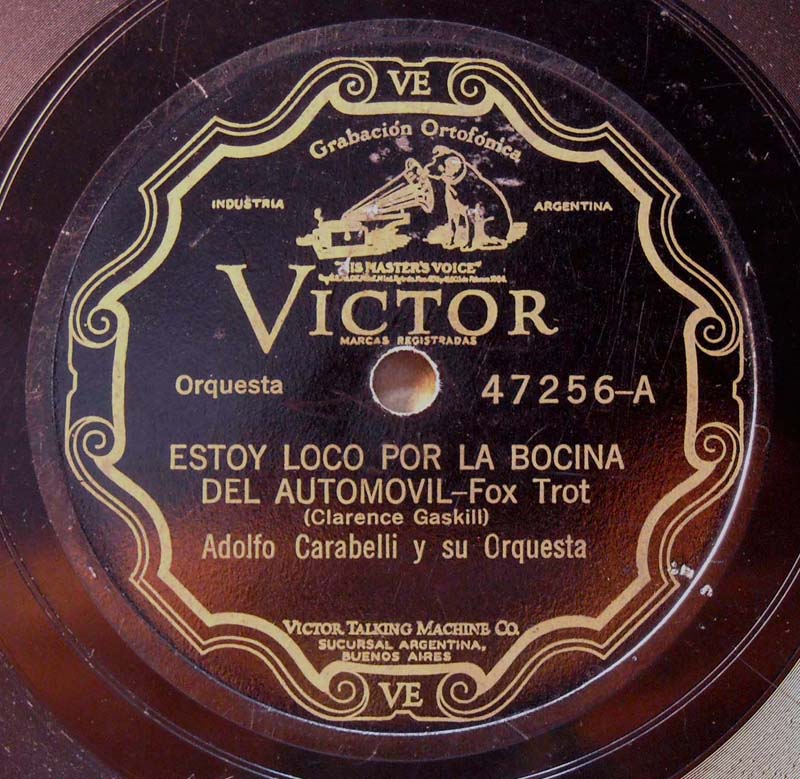 VE
Grabación Ortofónica
INDUSTRIA ARGENTINA
"HIS MASTER'S VOICE"
VICTOR
MARCAS REGISTRADAS
Orquesta 47256-A
ESTOY LOCO POR LA BOCINA
DEL AUTOMOVIL-Fox Trot
(Clarence Gaskill)
Adolfo Carabelli y su Orquesta
VICTOR TALKING MACHINE CO.
SUCURSAL ARGENTINA,
BUENOS AIRES
VE